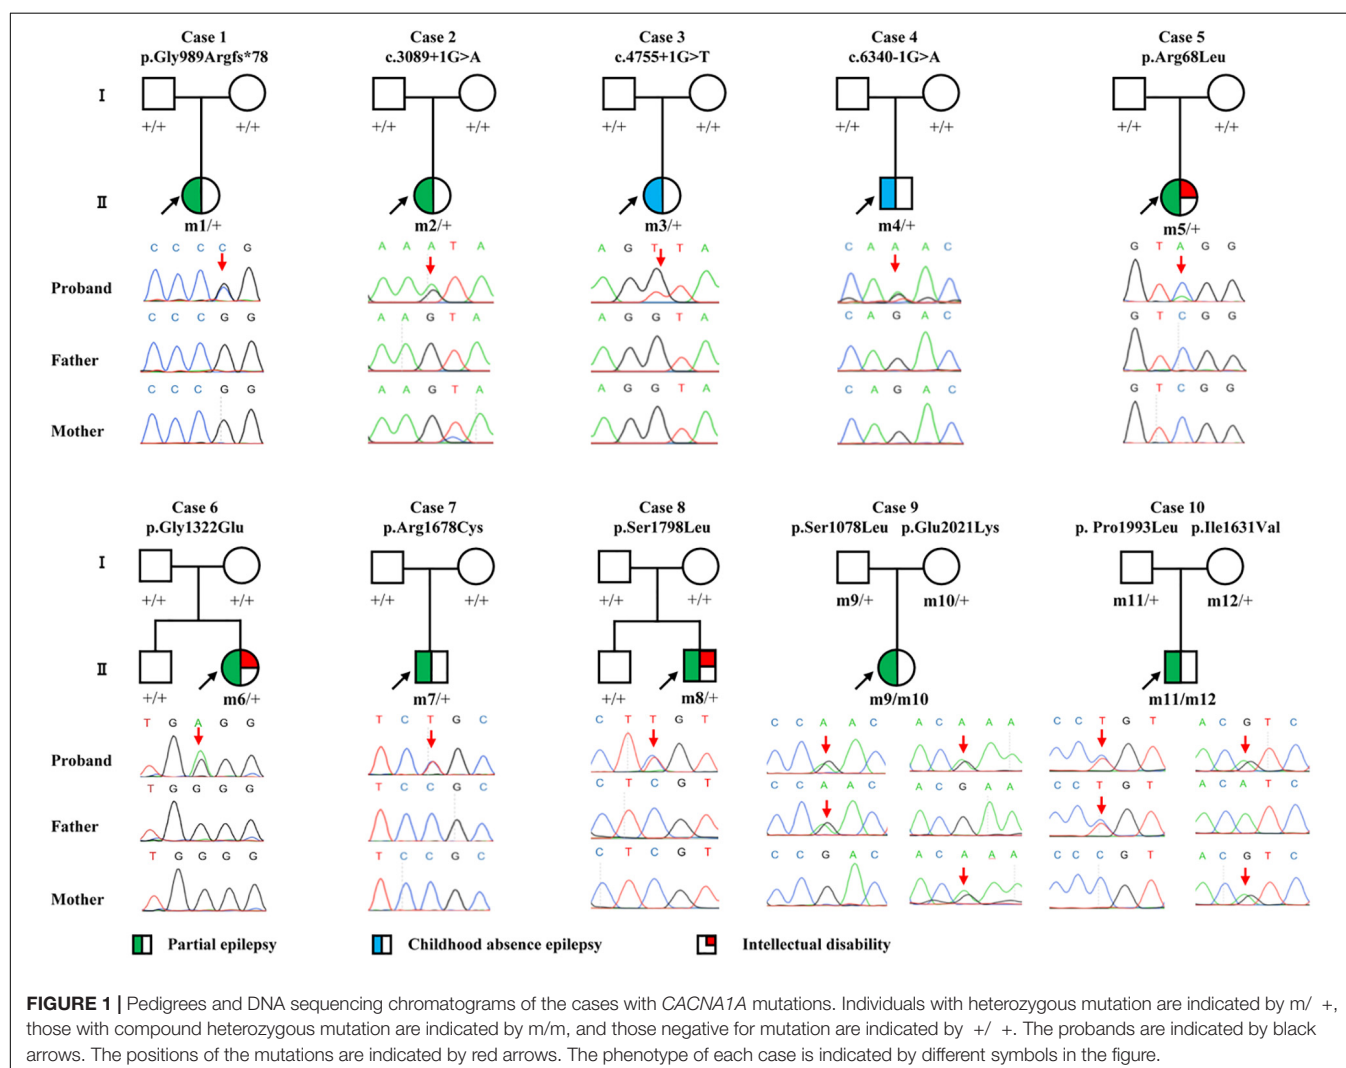 Case 1 Case 2 Case 3 Case 4 Case 5
p.Gly989Argfs*78 c.3089+1G>A c.4755+1G>T c.6340-1G>A p.Arg68Leu
I
+/+ +/+ +/+ +/+ +/+ +/+ +/+ +/+ +/+ +/+
II
m1/+ m2/+ m3/+ m4/+ m5/+
C C C C G A A A T A A G T T A C A A A C G T A G G
Proband
C C C G G A A G T A A G G T A C A G A C G T C G G
Father
C C C G G A A G T A A G G T A C A G A C G T C G G
Mother
Case 6 Case 7 Case 8 Case 9 Case 10
p.Gly1322Glu p.Arg1678Cys p.Ser1798Leu p.Ser1078Leu p.Glu2021Lys p. Pro1993Leu p.Ile1631Val
I
+/+ +/+ +/+ +/+ +/+ +/+ m9/+ m10/+ m11/+ m12/+
II
+/+ m6/+ m7/+ +/+ m8/+ m9/m10 m11/m12
T G A G G T C T G C C T T G T C C A A C A C A A A C C T G T A C G T C
Proband
T G G G G T C C G C C T C G T C C A A C A C G A A C C T G T A C A T C
Father
T G G G G T C C G C C T C G T C C G A C A C A A A C C C G T A C G T C
Mother
Partial epilepsy Childhood absence epilepsy Intellectual disability
FIGURE 1 | Pedigrees and DNA sequencing chromatograms of the cases with CACNA1A mutations. Individuals with heterozygous mutation are indicated by m/ +,
those with compound heterozygous mutation are indicated by m/m, and those negative for mutation are indicated by +/ +. The probands are indicated by black
arrows. The positions of the mutations are indicated by red arrows. The phenotype of each case is indicated by different symbols in the figure.